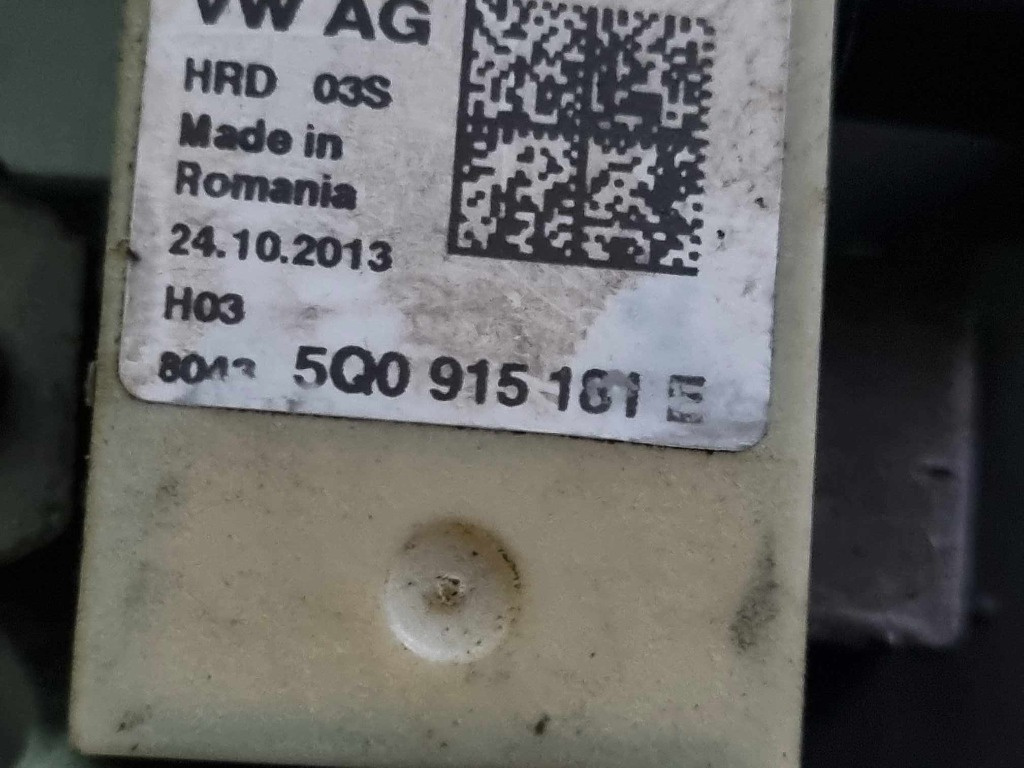 VW AG
HRD 03S
Made in
Romania
24.10.2013
H03
5Q0 915 181 E